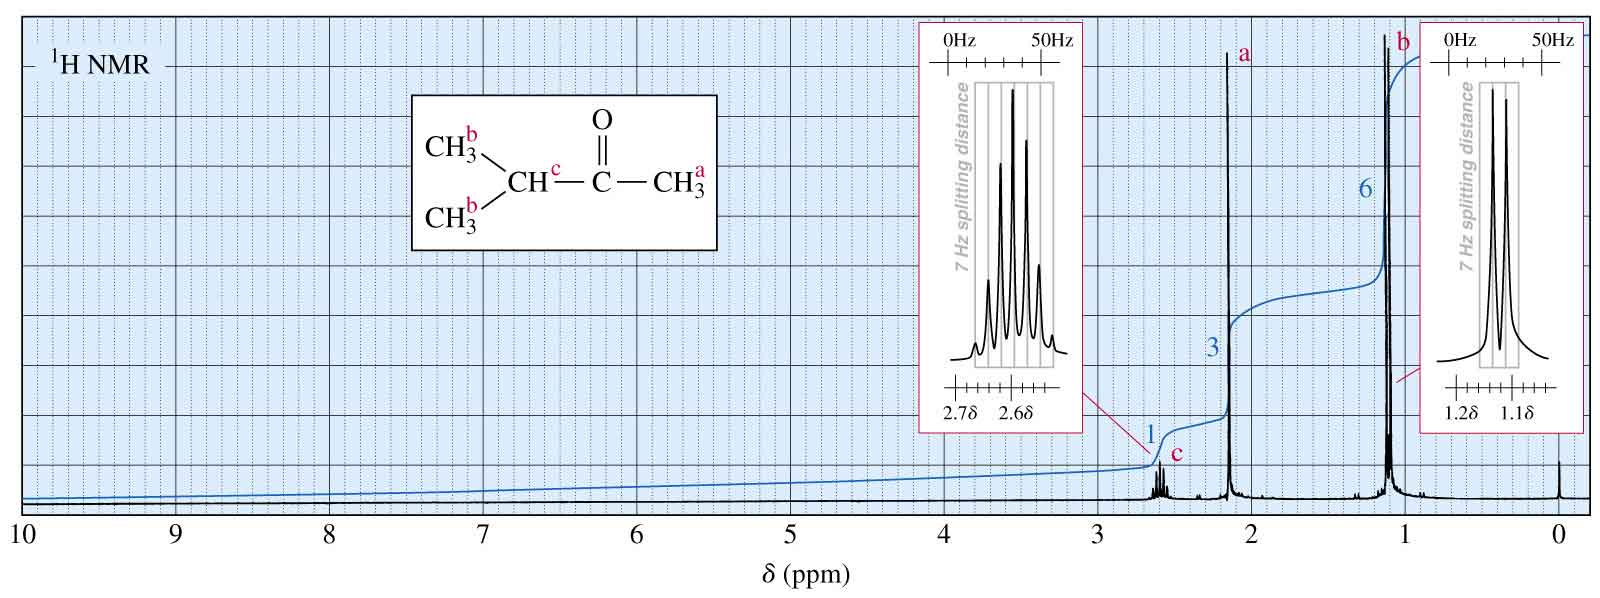 ¹H NMR
CH₃ᵇ
CH₃ᵇ
CHᶜ
O
C
CH₃ᵃ
0Hz 50Hz
7 Hz splitting distance
2.7δ 2.6δ
a
b
c
1
3
6
0Hz 50Hz
7 Hz splitting distance
1.2δ 1.1δ
10 9 8 7 6 5 4 3 2 1 0
δ (ppm)